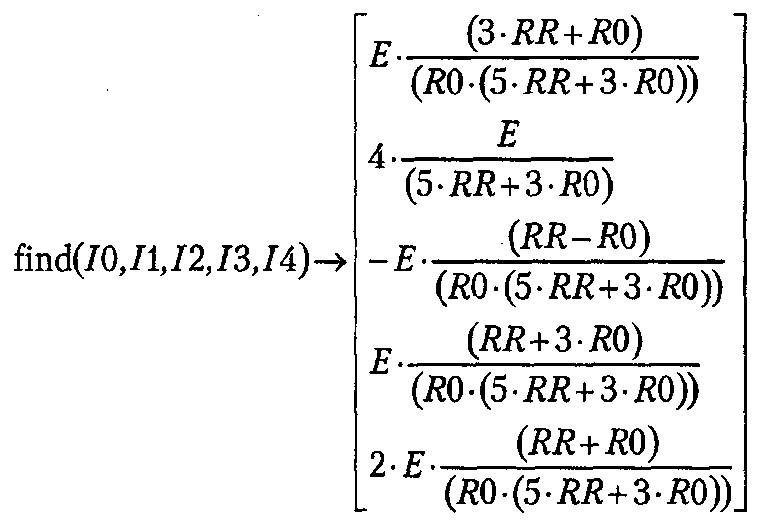 E·(3·RR+R0)/(R0·(5·RR+3·R0))
4·E/(5·RR+3·R0)
find(I0,I1,I2,I3,I4)→ -E·(RR−R0)/(R0·(5·RR+3·R0))
E·(RR+3·R0)/(R0·(5·RR+3·R0))
2·E·(RR+R0)/(R0·(5·RR+3·R0))